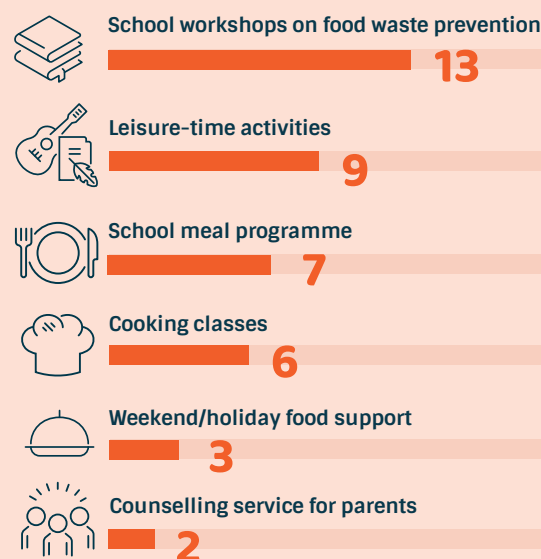 School workshops on food waste prevention
13
Leisure-time activities
9
School meal programme
7
Cooking classes
6
Weekend/holiday food support
3
Counselling service for parents
2